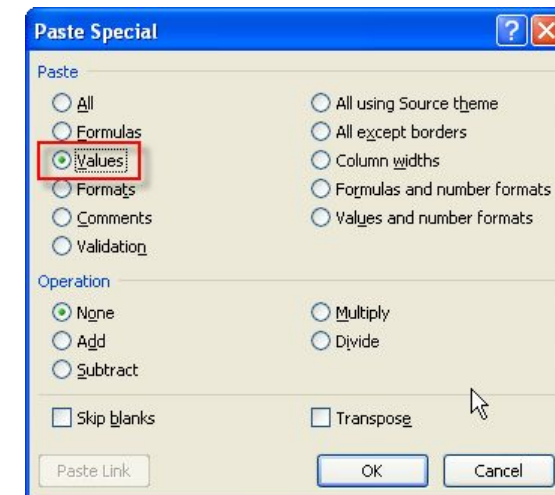 Paste Special
Paste
All
Formulas
Values
Formats
Comments
Validation
All using Source theme
All except borders
Column widths
Formulas and number formats
Values and number formats
Operation
None
Add
Subtract
Multiply
Divide
Skip blanks
Transpose
Paste Link
OK
Cancel